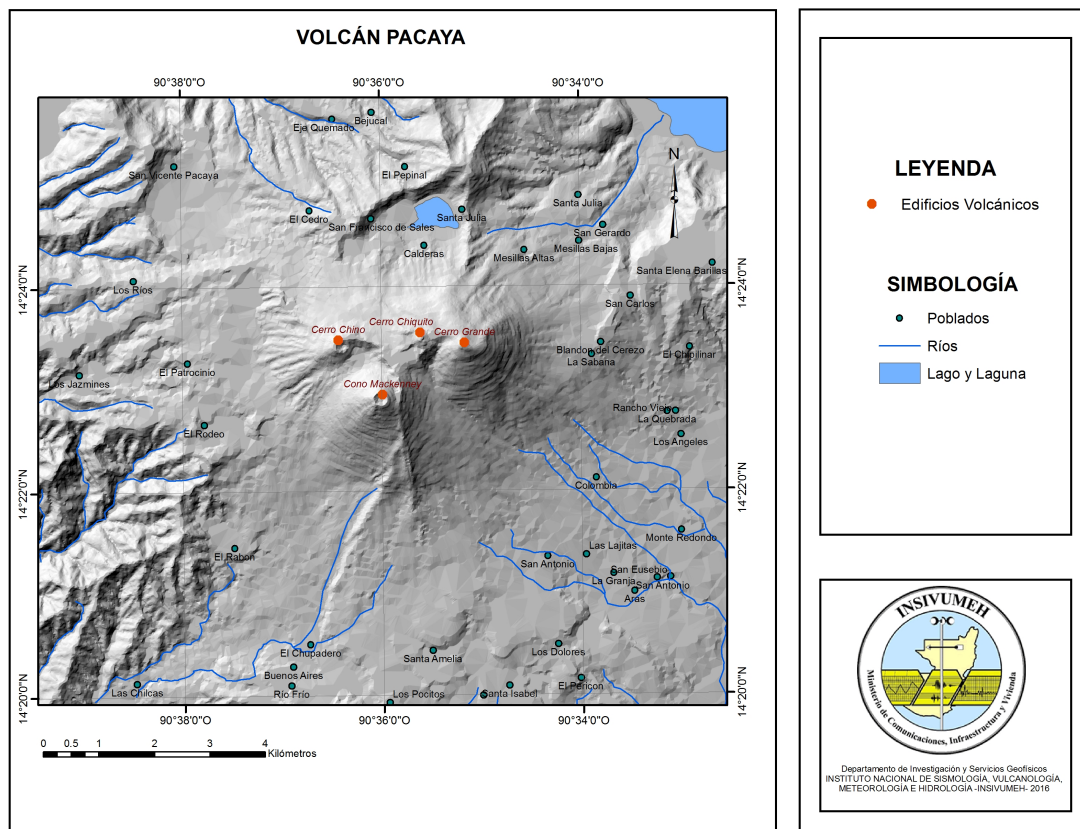 VOLCÁN PACAYA
90°38'0"O
90°36'0"O
90°34'0"O
Eje Quemado
Bejucal
San Vicente Pacaya
El Pepinal
N
El Cedro
San Francisco de Sales
Santa Julia
Santa Julia
San Gerardo
Calderas
Mesillas Altas
Mesillas Bajas
Santa Elena Barillas
14°24'0"N
14°24'0"N
Los Ríos
San Carlos
Cerro Chino
Cerro Chiquito
Cerro Grande
Blandon del Cerezo
La Sabana
El Chipilinar
Los Jazmines
El Patrocinio
Cono Mackenney
Rancho Viejo
La Quebrada
Los Angeles
El Rodeo
14°22'0"N
14°22'0"N
Colombia
Monte Redondo
El Rabon
Las Lajitas
San Antonio
San Eusebio
La Granja
San Antonio
Aras
El Chupadero
Santa Amelia
Los Dolores
Buenos Aires
Las Chilcas
Río Frío
Los Pocitos
Santa Isabel
El Pericon
14°20'0"N
14°20'0"N
90°38'0"O
90°36'0"O
90°34'0"O
0 0.5 1 2 3 4
Kilómetros
LEYENDA
Edificios Volcánicos
SIMBOLOGÍA
Poblados
Ríos
Lago y Laguna
INSIVUMEH
Ministerio de Comunicaciones, Infraestructura y Vivienda
Departamento de Investigación y Servicios Geofísicos
INSTITUTO NACIONAL DE SISMOLOGÍA, VULCANOLOGÍA,
METEOROLOGÍA E HIDROLOGÍA -INSIVUMEH- 2016